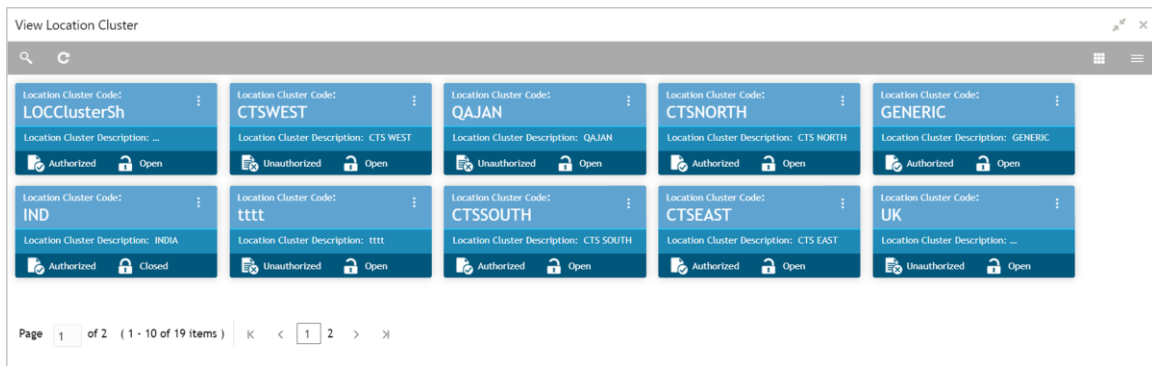 View Location Cluster
Location Cluster Code: Location Cluster Code: Location Cluster Code: Location Cluster Code: Location Cluster Code:
LOCClusterSh CTSWEST QAJAN CTSNORTH GENERIC
Location Cluster Description: ... Location Cluster Description: CTS WEST Location Cluster Description: QAJAN Location Cluster Description: CTS NORTH Location Cluster Description: GENERIC
Authorized Open Unauthorized Open Unauthorized Open Authorized Open Authorized Open
Location Cluster Code: Location Cluster Code: Location Cluster Code: Location Cluster Code: Location Cluster Code:
IND tttt CTSSOUTH CTSEAST UK
Location Cluster Description: INDIA Location Cluster Description: tttt Location Cluster Description: CTS SOUTH Location Cluster Description: CTS EAST Location Cluster Description: ...
Authorized Closed Unauthorized Open Authorized Open Authorized Open Unauthorized Open
Page 1 of 2 ( 1 - 10 of 19 items ) 1 2